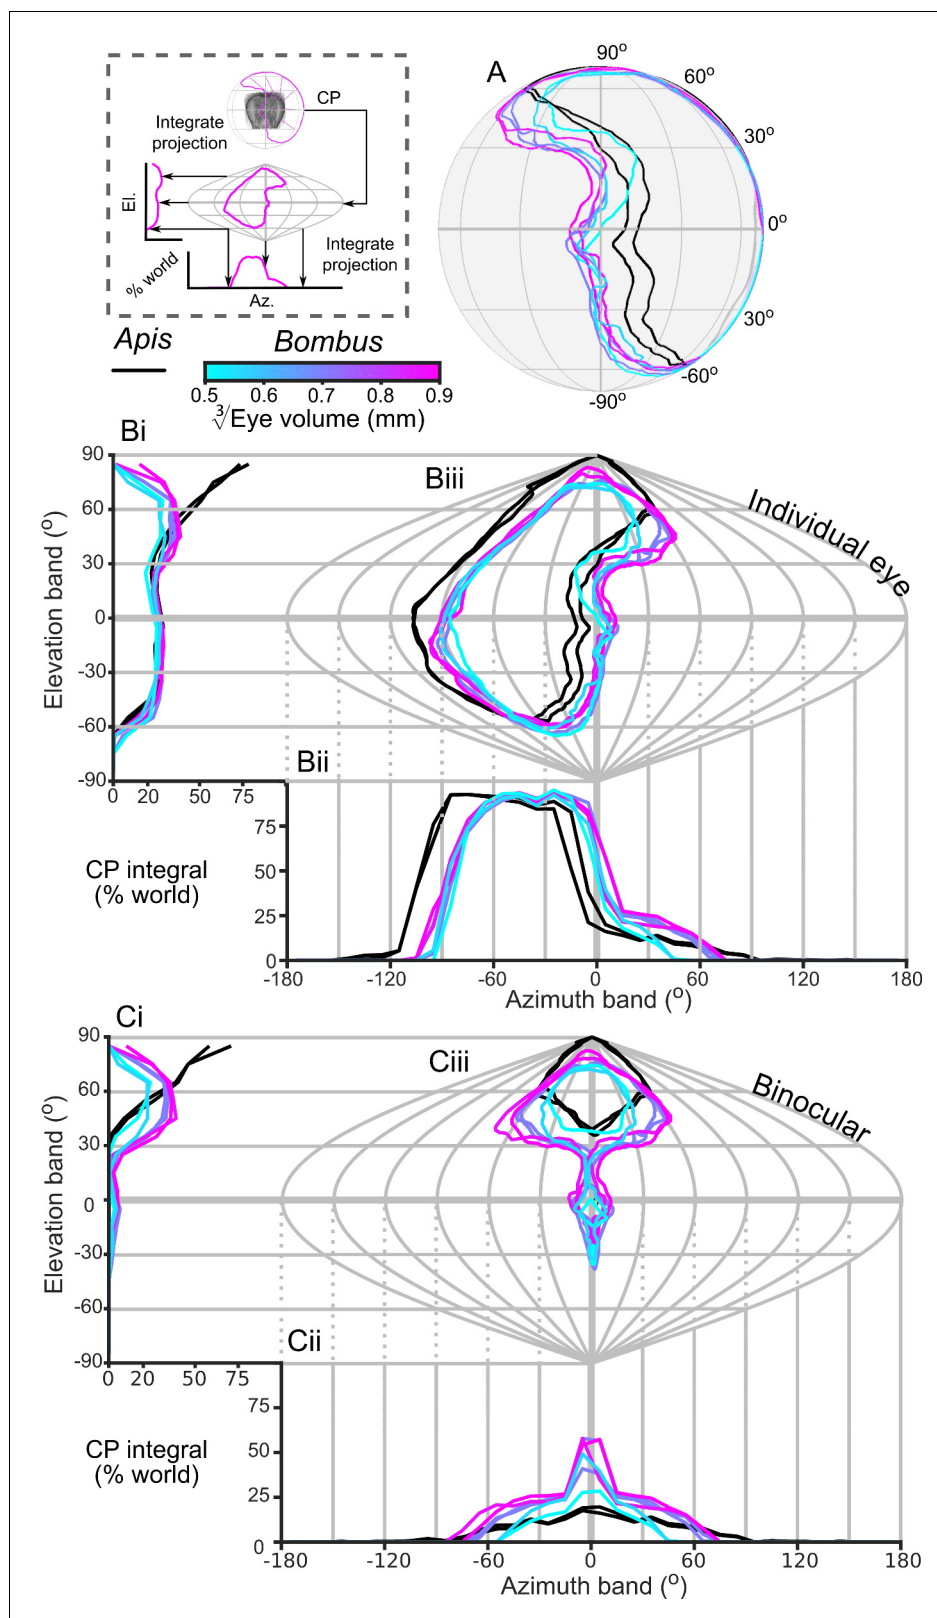 CP
Integrate
projection
El.
Integrate
projection
% world
Az.
A
90°
60°
30°
0°
30°
-60°
-90°
Apis
Bombus
0.5 0.6 0.7 0.8 0.9
∛Eye volume (mm)
Bi
Biii
Individual eye
Elevation band (°)
90
60
30
0
-30
-60
-90
0 20 50 75
Bii
CP integral
(% world)
75
50
25
0
-180 -120 -60 0 60 120 180
Azimuth band (°)
Ci
Ciii
Binocular
Elevation band (°)
90
60
30
0
-30
-60
-90
0 20 50 75
Cii
CP integral
(% world)
75
50
25
0
-180 -120 -60 0 60 120 180
Azimuth band (°)